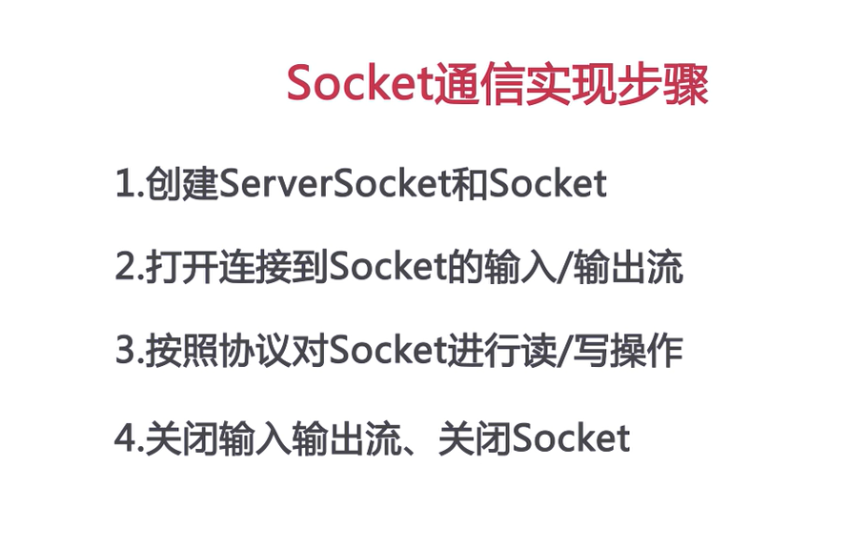 Socket通信实现步骤
1.创建ServerSocket和Socket
2.打开连接到Socket的输入/输出流
3.按照协议对Socket进行读/写操作
4.关闭输入输出流、关闭Socket